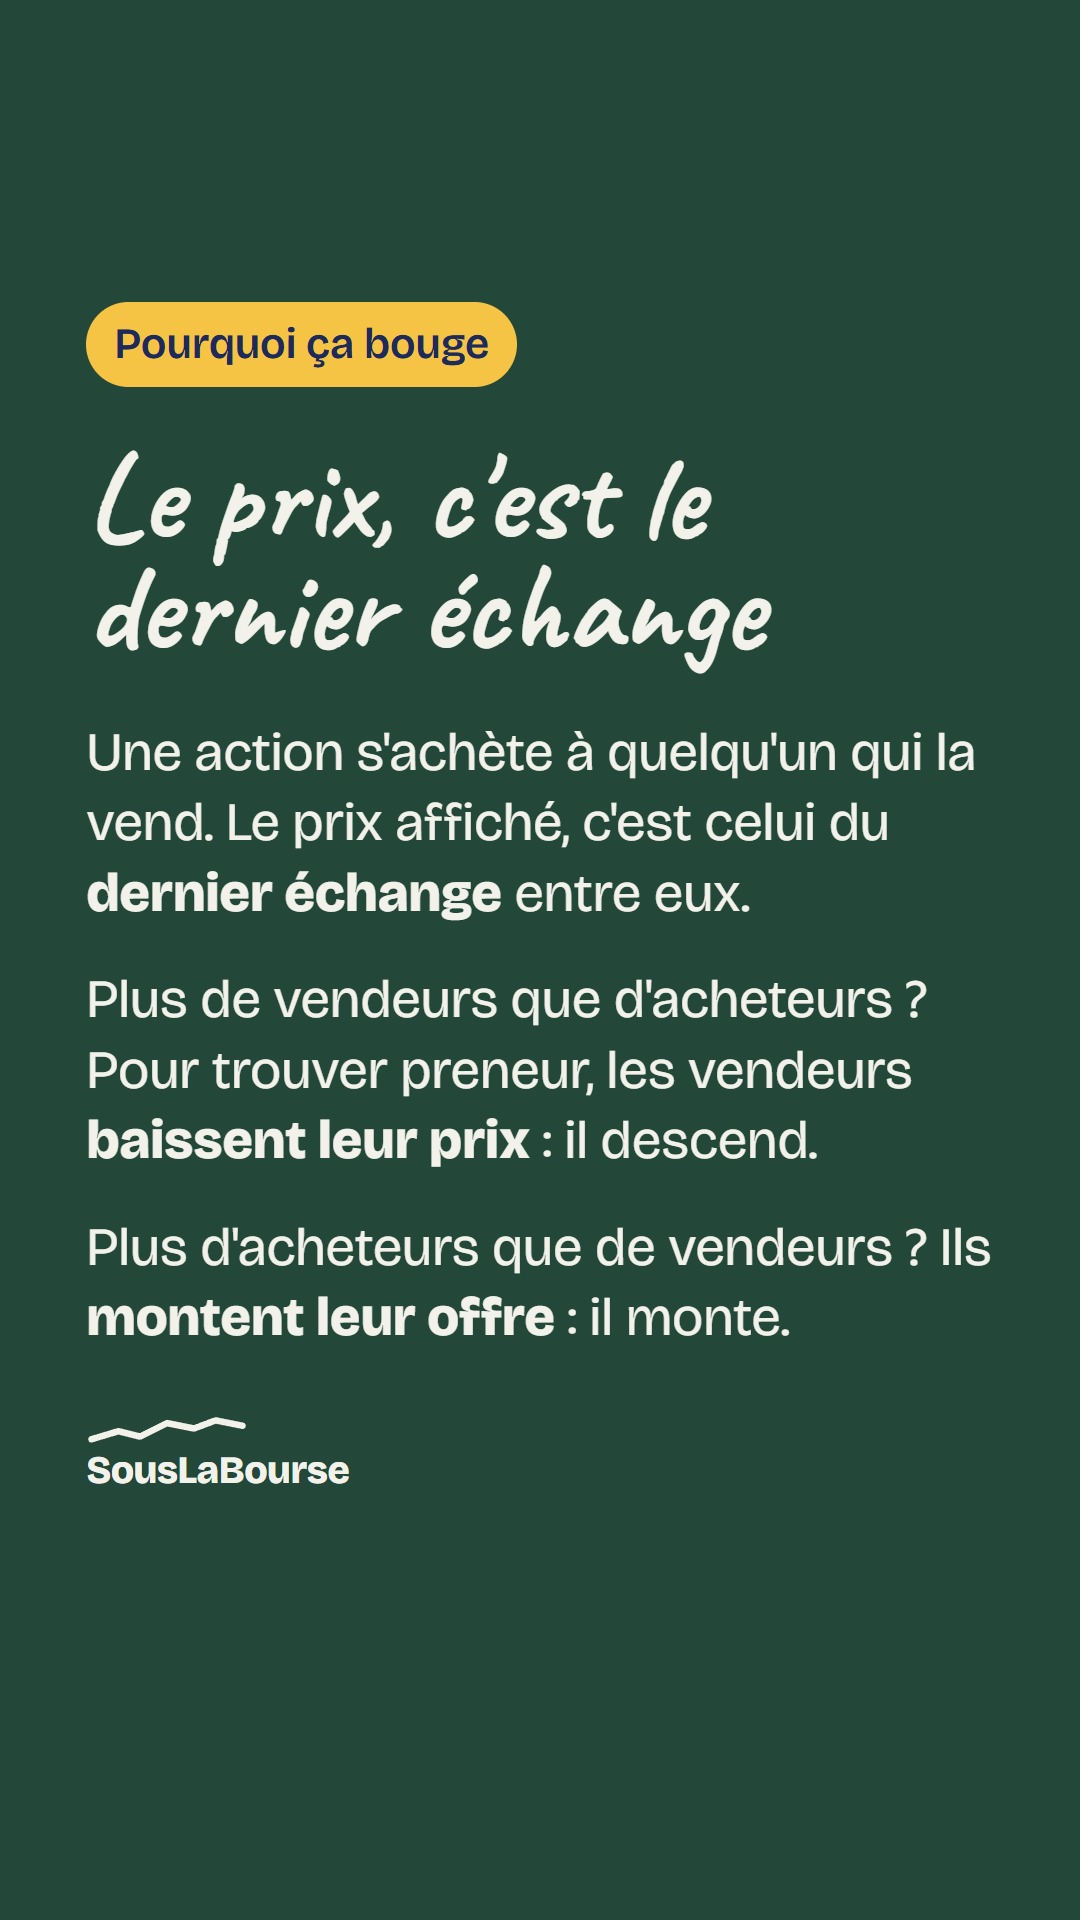 Pourquoi ça bouge
Le prix, c'est le
dernier échange
Une action s'achète à quelqu'un qui la
vend. Le prix affiché, c'est celui du
dernier échange entre eux.
Plus de vendeurs que d'acheteurs ?
Pour trouver preneur, les vendeurs
baissent leur prix : il descend.
Plus d'acheteurs que de vendeurs ? Ils
montent leur offre : il monte.
SousLaBourse